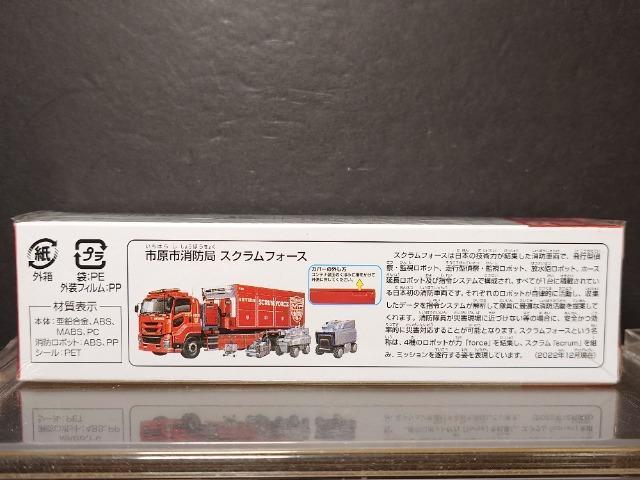 紙
外箱
プラ
袋:PE
外装フィルム:PP
材質表示
本体:亜鉛合金、ABS、
MABS、PC
消防ロボット:ABS、PP
シール:PET
いちはらししょうぼうきょく
市原市消防局 スクラムフォース
カバーの外し方
SCRUM FORCE
スクラムフォースは日本の技術力が結集した消防車両で、飛行型偵
察・監視ロボット、走行型偵察・監視ロボット、放水砲ロボット、ホース
延長ロボット及び指令システムで構成され、すべてが1台に積載されて
いる日本初の消防車両です。それぞれのロボットが自律的に活動し、収集
したデータを指令システムが解析して隊員に最適な消防活動を提案して
くれます。消防隊員が災害現場に近づけない等の場合に、安全かつ効
率的に災害対応することが可能となります。スクラムフォースという名
称は、4種のロボットが力「force」を結集し、スクラム「scrum」を組
み、ミッションを遂行する姿を表現しています。 (2022年12月現在)